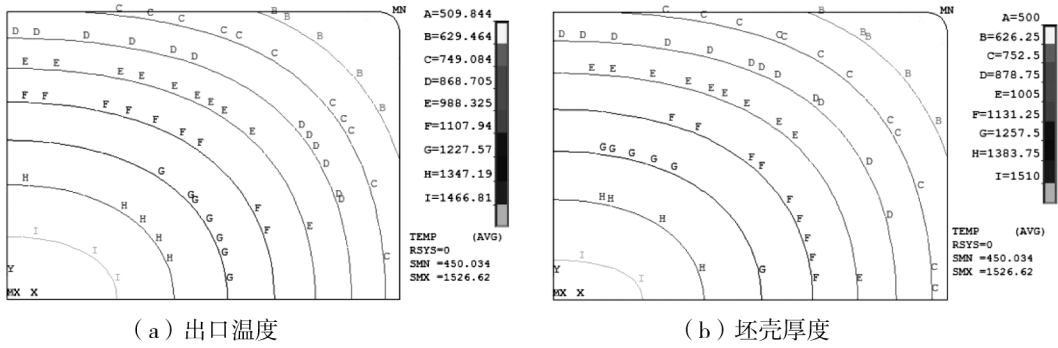 MN
A=509.844
B=629.464
C=749.084
D=868.705
E=988.325
F=1107.94
G=1227.57
H=1347.19
I=1466.81
TEMP (AVG)
RSYS=0
SMN =450.034
SMX =1526.62
C C C C C C C C C C C
B B B B B
D D D D D D D D D D D D
E E E E E E E E E E
F F F F F F F F F
G G G G G G G
H H H H H
I I I
Y
MX X
(a)出口温度
MN
A=500
B=626.25
C=752.5
D=878.75
E=1005
F=1131.25
G=1257.5
H=1383.75
I=1510
TEMP (AVG)
RSYS=0
SMN =450.034
SMX =1526.62
B B B
C C C C C C C C C
D D D D D D D D D D D
E E E E E E E E E
F F F F F F F F F
G G G G G G
H H H H
I I
Y
MX X
(b)坯壳厚度